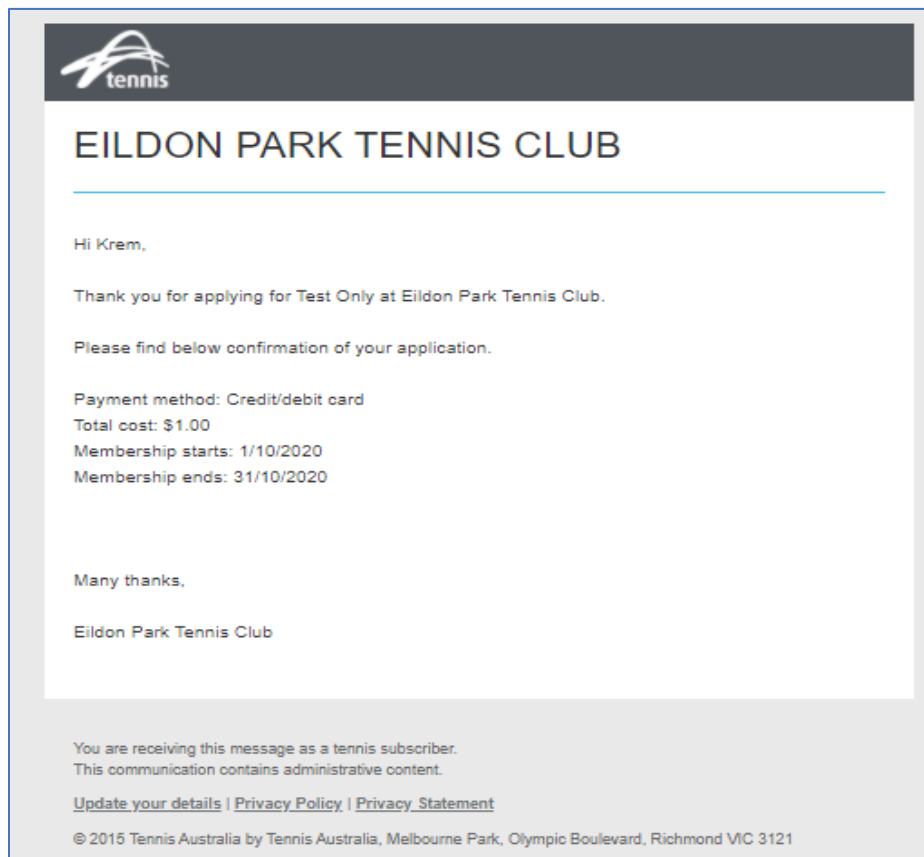 tennis
EILDON PARK TENNIS CLUB
Hi Krem,
Thank you for applying for Test Only at Eildon Park Tennis Club.
Please find below confirmation of your application.
Payment method: Credit/debit card
Total cost: $1.00
Membership starts: 1/10/2020
Membership ends: 31/10/2020
Many thanks,
Eildon Park Tennis Club
You are receiving this message as a tennis subscriber.
This communication contains administrative content.
Update your details | Privacy Policy | Privacy Statement
© 2015 Tennis Australia by Tennis Australia, Melbourne Park, Olympic Boulevard, Richmond VIC 3121